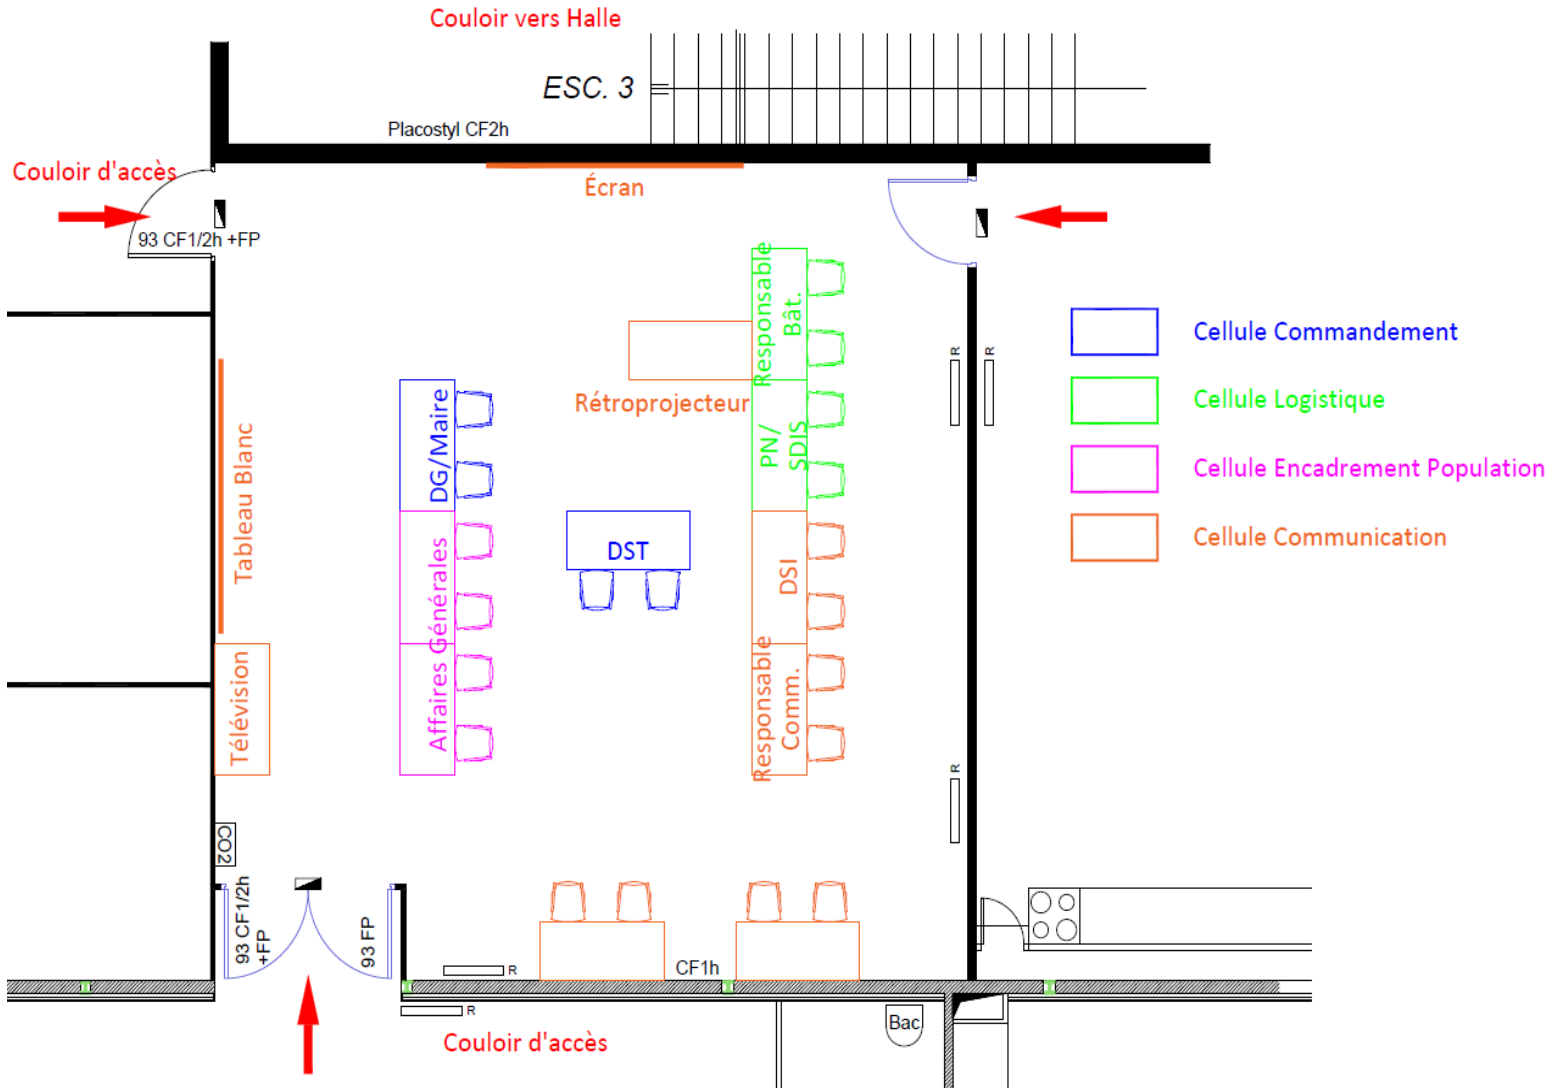 Couloir vers Halle
ESC. 3
Placostyl CF2h
Couloir d'accès
Écran
93 CF1/2h +FP
Responsable
Bât.
R
R
Cellule Commandement
Cellule Logistique
Cellule Encadrement Population
Cellule Communication
Rétroprojecteur
DG/Maire
PN/
SDIS
Tableau Blanc
DST
DSI
Affaires Générales
Responsable
Comm.
Télévision
R
CO2
93 CF1/2h
+FP
93 FP
R
CF1h
R
Couloir d'accès
Bac